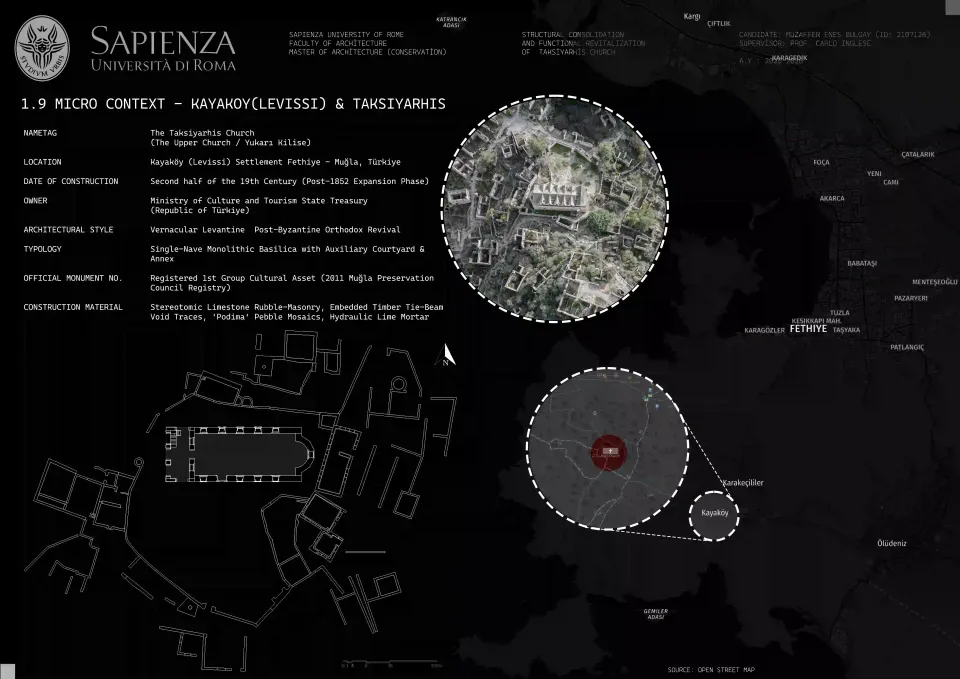 SAPIENZA
UNIVERSITÀ DI ROMA
STVDIVM VRBIS
SAPIENZA UNIVERSITY OF ROME
FACULTY OF ARCHITECTURE
MASTER OF ARCHİTECTURE (CONSERVATION)
STRUCTURAL CONSOLIDATION
AND FUNCTIONAL REVITALIZATION
OF TAKSİYARHİS CHURCH
CANDIDATE: MUZAFFER ENES BULGAY (ID: 2107126)
SUPERVISOR: PROF. CARLO INGLESE
A.Y :
1.9 MICRO CONTEXT - KAYAKOY(LEVISSI) & TAKSIYARHIS
NAMETAG
The Taksiyarhis Church
(The Upper Church / Yukarı Kilise)
LOCATION
Kayaköy (Levissi) Settlement Fethiye - Muğla, Türkiye
DATE OF CONSTRUCTION
Second half of the 19th Century (Post-1852 Expansion Phase)
OWNER
Ministry of Culture and Tourism State Treasury
(Republic of Türkiye)
ARCHITECTURAL STYLE
Vernacular Levantine Post-Byzantine Orthodox Revival
TYPOLOGY
Single-Nave Monolithic Basilica with Auxiliary Courtyard &
Annex
OFFICIAL MONUMENT NO.
Registered 1st Group Cultural Asset (2011 Muğla Preservation
Council Registry)
CONSTRUCTION MATERIAL
Stereotomic Limestone Rubble-Masonry, Embedded Timber Tie-Beam
Void Traces, 'Podima' Pebble Mosaics, Hydraulic Lime Mortar
N
KATRANCIK
ADASI
Kargı
ÇIFTLIK
KARAGEDIK
FOÇA
ÇATALARIK
YENI
CAMI
AKARCA
BABATAŞI
MENTEŞEOĞLU
PAZARYERI
TUZLA
KESIKKAPI MAH.
KARAGÖZLER
FETHIYE
TAŞYAKA
PATLANGIÇ
Karakeçililer
Kayaköy
Ölüdeniz
GEMILER
ADASI
SOURCE: OPEN STREET MAP